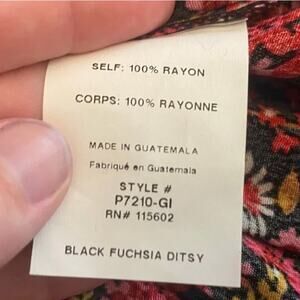 SELF: 100% RAYON
CORPS: 100% RAYONNE
MADE IN GUATEMALA
Fabriqué en Guatemala
STYLE #
P7210-GI
RN# 115602
BLACK FUCHSIA DITSY